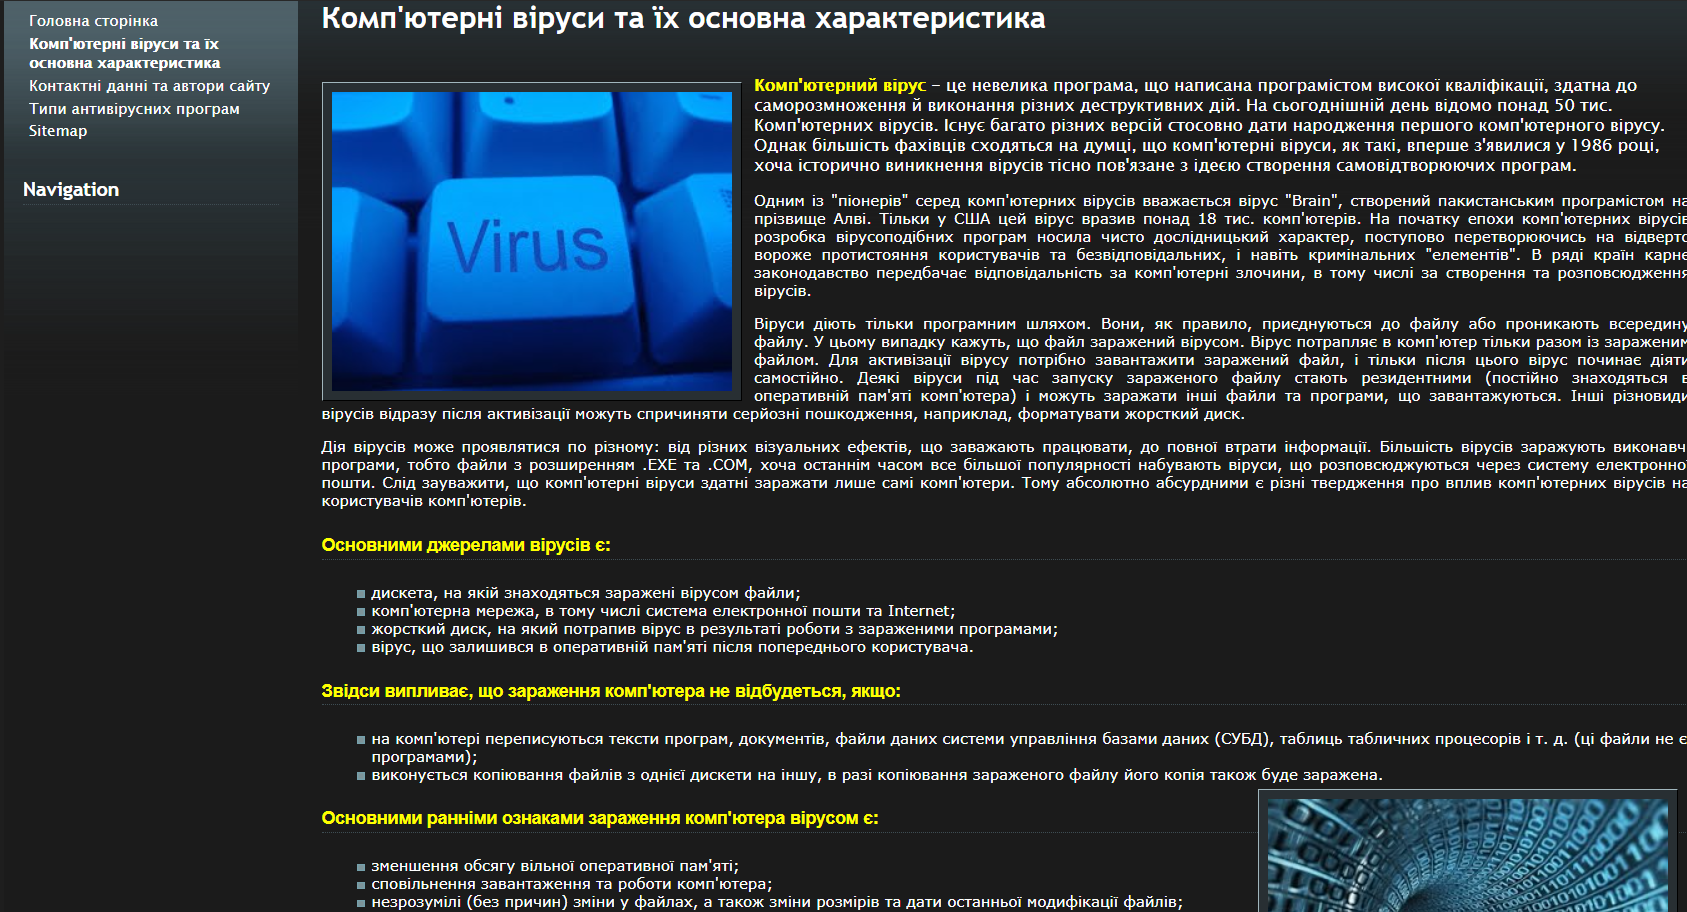 Головна сторінка
Комп'ютерні віруси та їх
основна характеристика
Контактні данні та автори сайту
Типи антивірусних програм
Sitemap
Navigation
Комп'ютерні віруси та їх основна характеристика
Virus
Комп'ютерний вірус – це невелика програма, що написана програмістом високої кваліфікації, здатна до
саморозмноження й виконання різних деструктивних дій. На сьогоднішній день відомо понад 50 тис.
Комп'ютерних вірусів. Існує багато різних версій стосовно дати народження першого комп'ютерного вірусу.
Однак більшість фахівців сходяться на думці, що комп'ютерні віруси, як такі, вперше з'явилися у 1986 році,
хоча історично виникнення вірусів тісно пов'язане з ідеєю створення самовідтворюючих програм.
Одним із "піонерів" серед комп'ютерних вірусів вважається вірус "Brain", створений пакистанським програмістом на
прізвище Алві. Тільки у США цей вірус вразив понад 18 тис. комп'ютерів. На початку епохи комп'ютерних вірусів
розробка вірусоподібних програм носила чисто дослідницький характер, поступово перетворюючись на відверто
вороже протистояння користувачів та безвідповідальних, і навіть кримінальних "елементів". В ряді країн карне
законодавство передбачає відповідальність за комп'ютерні злочини, в тому числі за створення та розповсюдження
вірусів.
Віруси діють тільки програмним шляхом. Вони, як правило, приєднуються до файлу або проникають всередину
файлу. У цьому випадку кажуть, що файл заражений вірусом. Вірус потрапляє в комп'ютер тільки разом із зараженим
файлом. Для активізації вірусу потрібно завантажити заражений файл, і тільки після цього вірус починає діяти
самостійно. Деякі віруси під час запуску зараженого файлу стають резидентними (постійно знаходяться в
оперативній пам'яті комп'ютера) і можуть заражати інші файли та програми, що завантажуються. Інші різновиди
вірусів відразу після активізації можуть спричиняти серйозні пошкодження, наприклад, форматувати жорсткий диск.
Дія вірусів може проявлятися по різному: від різних візуальних ефектів, що заважають працювати, до повної втрати інформації. Більшість вірусів заражують виконавчі
програми, тобто файли з розширенням .EXE та .COM, хоча останнім часом все більшої популярності набувають віруси, що розповсюджуються через систему електронної
пошти. Слід зауважити, що комп'ютерні віруси здатні заражати лише самі комп'ютери. Тому абсолютно абсурдними є різні твердження про вплив комп'ютерних вірусів на
користувачів комп'ютерів.
Основними джерелами вірусів є:
дискета, на якій знаходяться заражені вірусом файли;
комп'ютерна мережа, в тому числі система електронної пошти та Internet;
жорсткий диск, на який потрапив вірус в результаті роботи з зараженими програмами;
вірус, що залишився в оперативній пам'яті після попереднього користувача.
Звідси випливає, що зараження комп'ютера не відбудеться, якщо:
на комп'ютері переписуються тексти програм, документів, файли даних системи управління базами даних (СУБД), таблиць табличних процесорів і т. д. (ці файли не є
програмами);
виконується копіювання файлів з однієї дискети на іншу, в разі копіювання зараженого файлу його копія також буде заражена.
Основними ранніми ознаками зараження комп'ютера вірусом є:
зменшення обсягу вільної оперативної пам'яті;
сповільнення завантаження та роботи комп'ютера;
незрозумілі (без причин) зміни у файлах, а також зміни розмірів та дати останньої модифікації файлів;